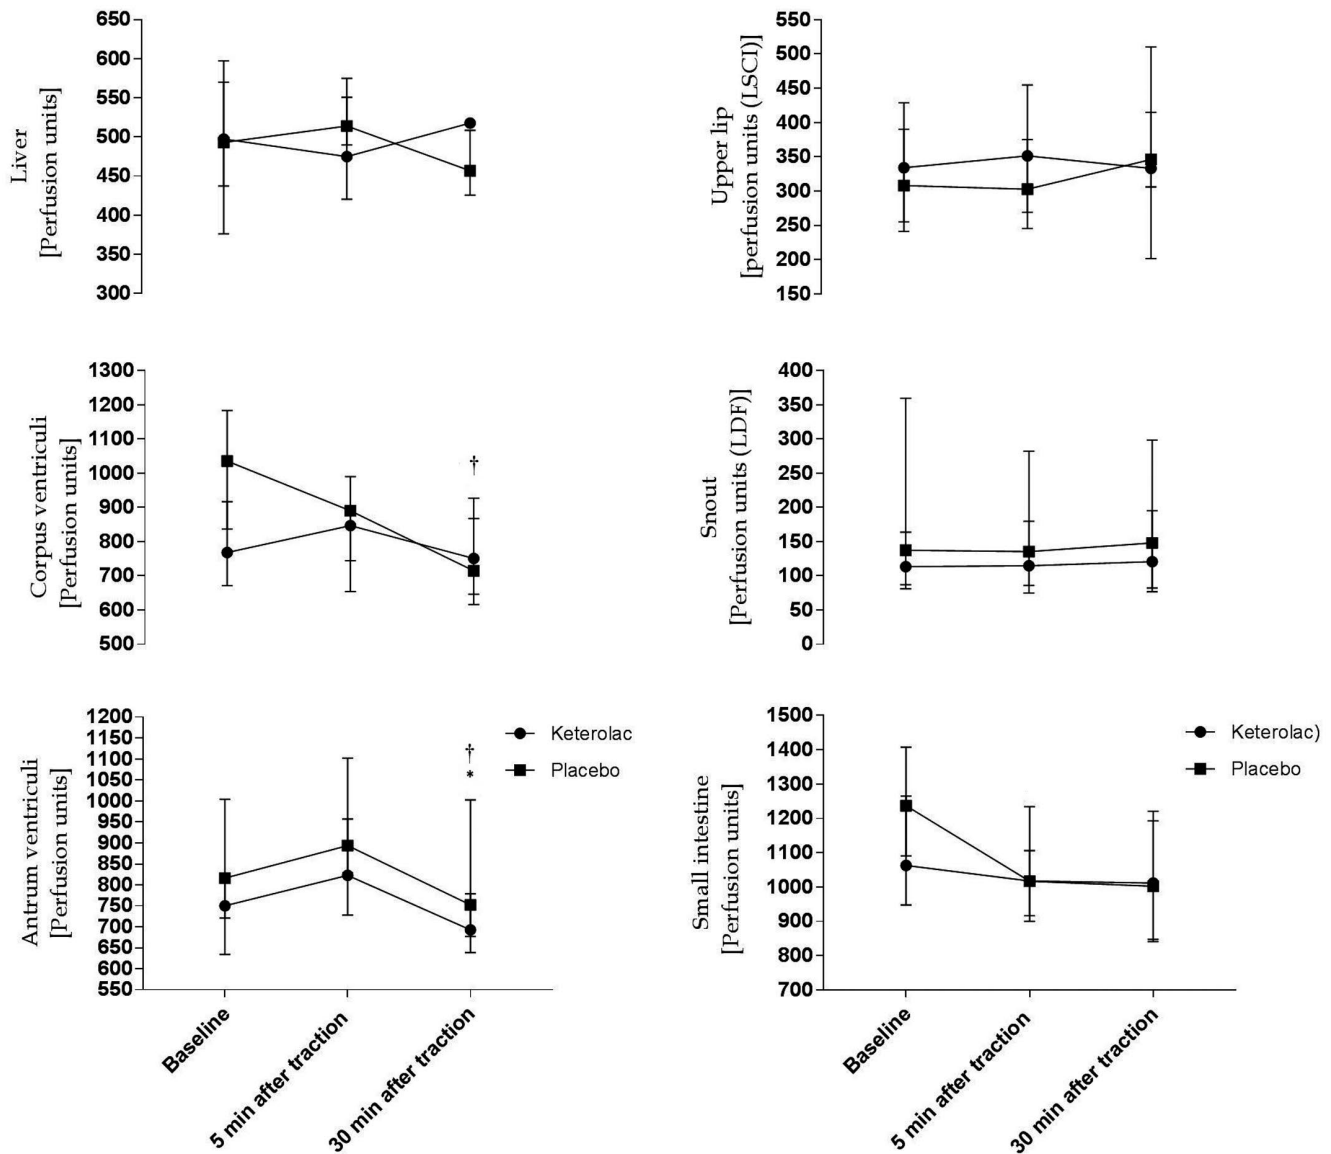 Liver
[Perfusion units]
650
600
550
500
450
400
350
300
Upper lip
[perfusion units (LSCI)]
550
500
450
400
350
300
250
200
150
Corpus ventriculi
[Perfusion units]
1300
1200
1100
1000
900
800
700
600
500
†
Snout
[Perfusion units (LDF)]
400
350
300
250
200
150
100
50
0
Antrum ventriculi
[Perfusion units]
1200
1150
1100
1050
1000
950
900
850
800
750
700
650
600
550
†
*
Keterolac
Placebo
Baseline
5 min after traction
30 min after traction
Small intestine
[Perfusion units]
1500
1400
1300
1200
1100
1000
900
800
700
Keterolac)
Placebo
Baseline
5 min after traction
30 min after traction